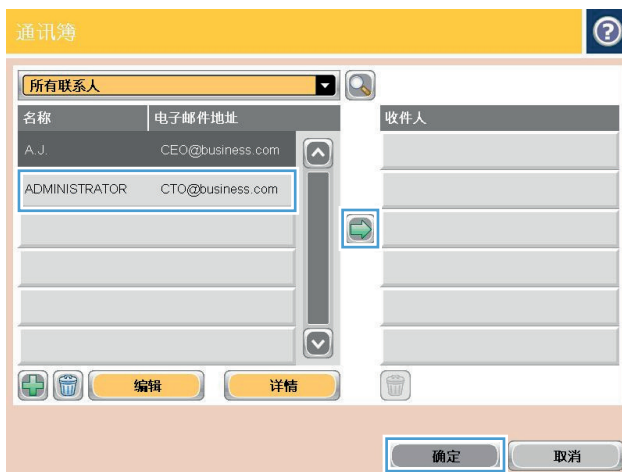 通讯簿
所有联系人
名称 电子邮件地址 收件人
A.J. CEO@business.com
ADMINISTRATOR CTO@business.com
编辑 详情
确定 取消